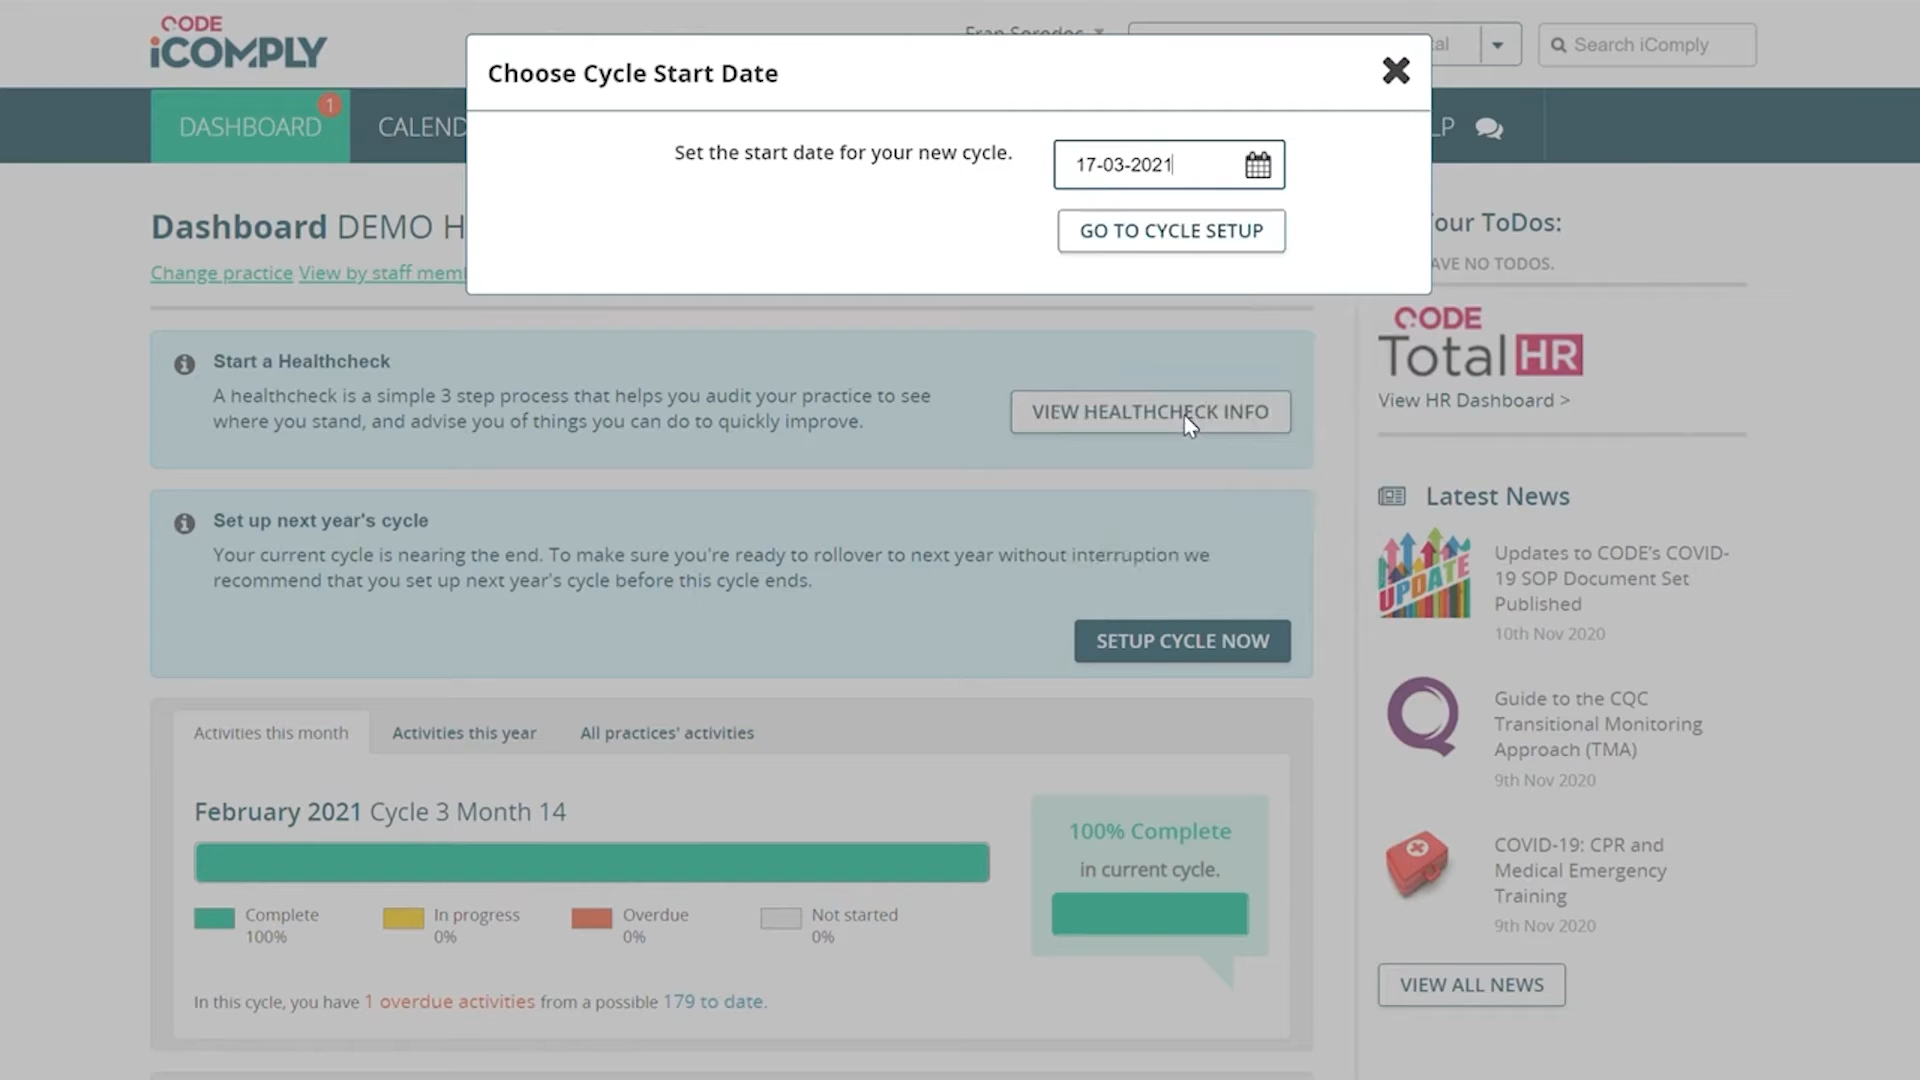 CODE
iCOMPLY
Search iComply
Choose Cycle Start Date
Set the start date for your new cycle.
17-03-2021
GO TO CYCLE SETUP
DASHBOARD
1
CALEND
LP
Dashboard DEMO H
Change practice View by staff mem
our ToDos:
AVE NO TODOS.
CODE
Total HR
View HR Dashboard >
Start a Healthcheck
A healthcheck is a simple 3 step process that helps you audit your practice to see
where you stand, and advise you of things you can do to quickly improve.
VIEW HEALTHCHECK INFO
Set up next year's cycle
Your current cycle is nearing the end. To make sure you're ready to rollover to next year without interruption we
recommend that you set up next year's cycle before this cycle ends.
SETUP CYCLE NOW
Activities this month
Activities this year
All practices' activities
February 2021 Cycle 3 Month 14
Complete
100%
In progress
0%
Overdue
0%
Not started
0%
100% Complete
in current cycle.
In this cycle, you have 1 overdue activities from a possible 179 to date.
Latest News
UPDATE
Updates to CODE's COVID-
19 SOP Document Set
Published
10th Nov 2020
Guide to the CQC
Transitional Monitoring
Approach (TMA)
9th Nov 2020
COVID-19: CPR and
Medical Emergency
Training
9th Nov 2020
VIEW ALL NEWS